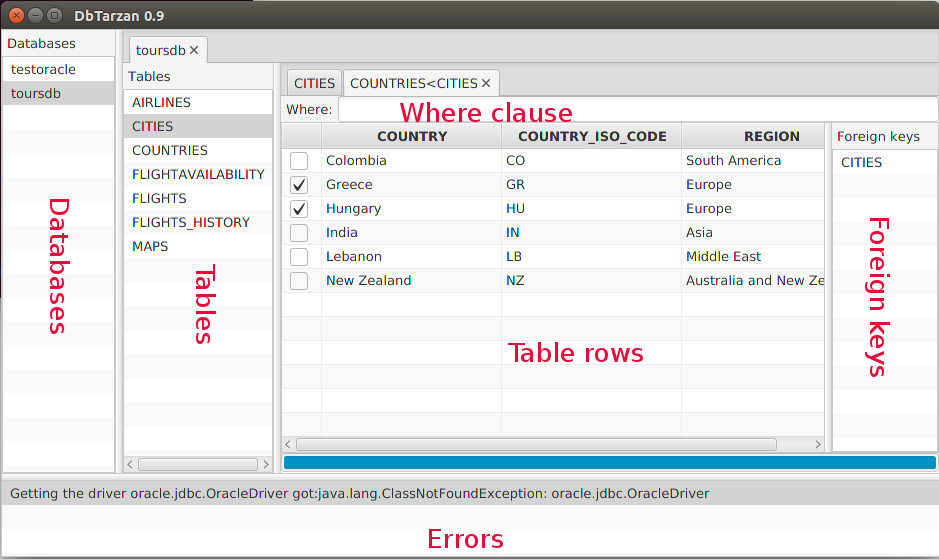 DbTarzan 0.9
Databases
testoracle
toursdb
Databases
toursdb
Tables
AIRLINES
CITIES
COUNTRIES
FLIGHTAVAILABILITY
FLIGHTS
FLIGHTS_HISTORY
MAPS
Tables
CITIES COUNTRIES<CITIES
Where:
Where clause
COUNTRY COUNTRY_ISO_CODE REGION
Colombia CO South America
Greece GR Europe
Hungary HU Europe
India IN Asia
Lebanon LB Middle East
New Zealand NZ Australia and New Ze
Table rows
Foreign keys
CITIES
Foreign keys
Getting the driver oracle.jdbc.OracleDriver got:java.lang.ClassNotFoundException: oracle.jdbc.OracleDriver
Errors